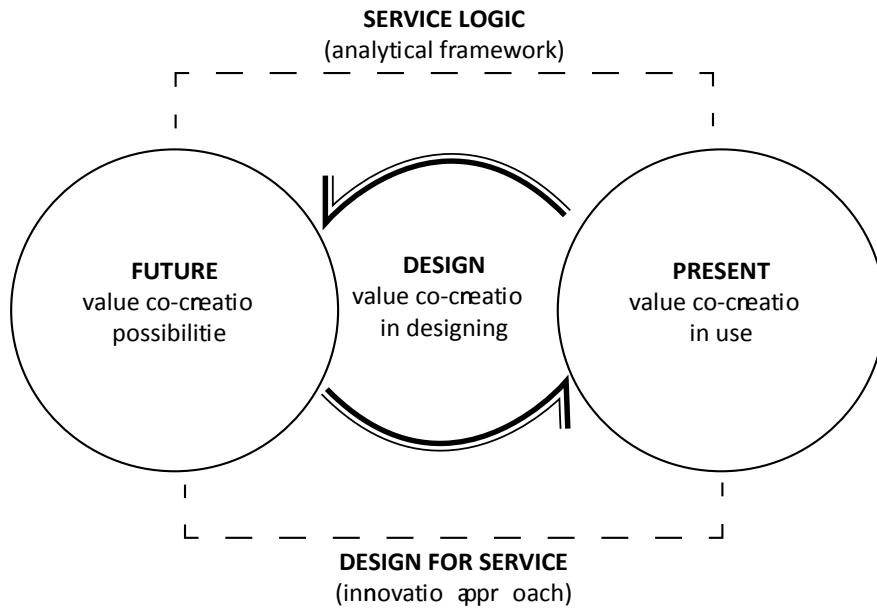 SERVICE LOGIC
(analytical framework)
FUTURE
value co-creatio
possibilitie
DESIGN
value co-creatio
in designing
PRESENT
value co-creatio
in use
DESIGN FOR SERVICE
(innovatio appr oach)